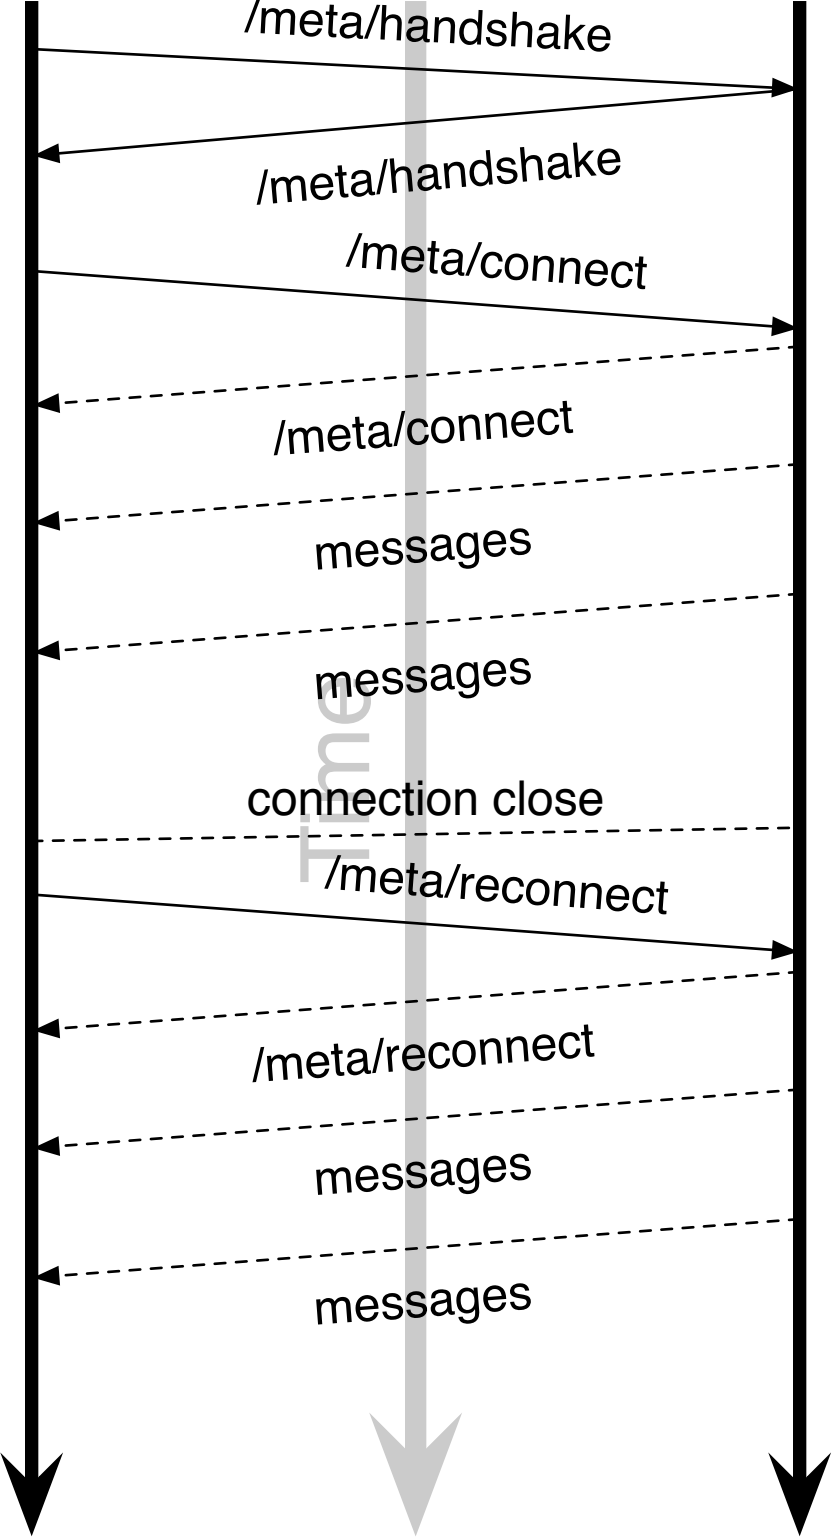 /meta/handshake
/meta/handshake
/meta/connect
/meta/connect
messages
messages
Time
connection close
/meta/reconnect
/meta/reconnect
messages
messages